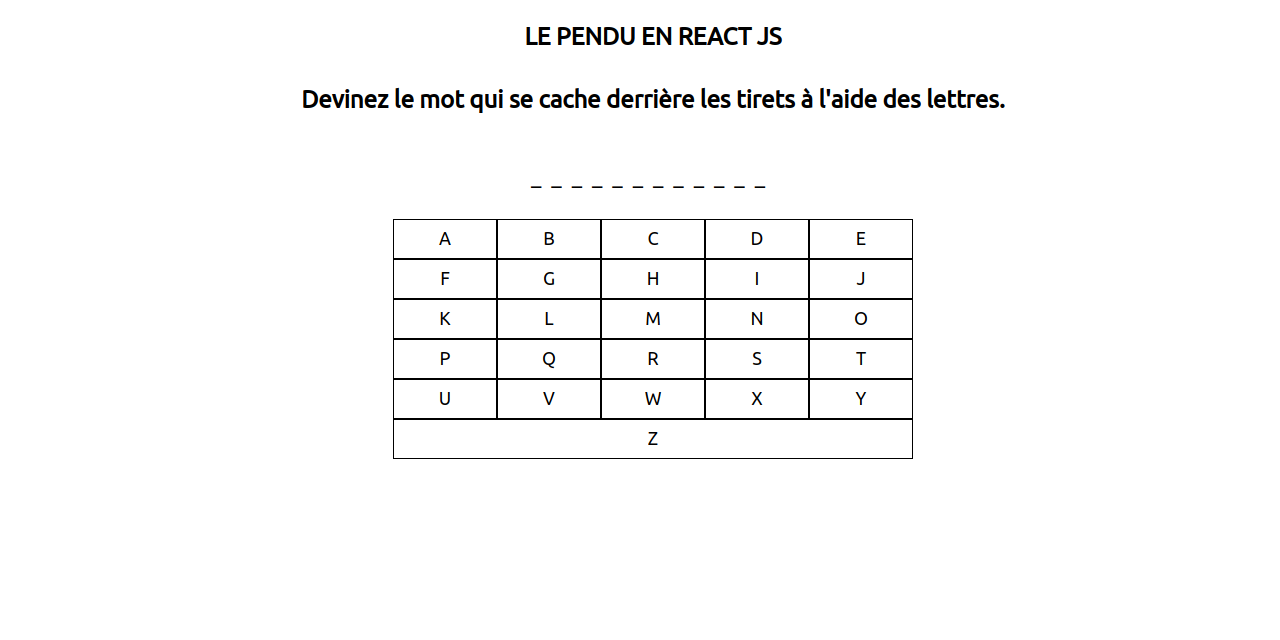 LE PENDU EN REACT JS
Devinez le mot qui se cache derrière les tirets à l'aide des lettres.
_ _ _ _ _ _ _ _ _ _ _ _
A B C D E
F G H I J
K L M N O
P Q R S T
U V W X Y
Z